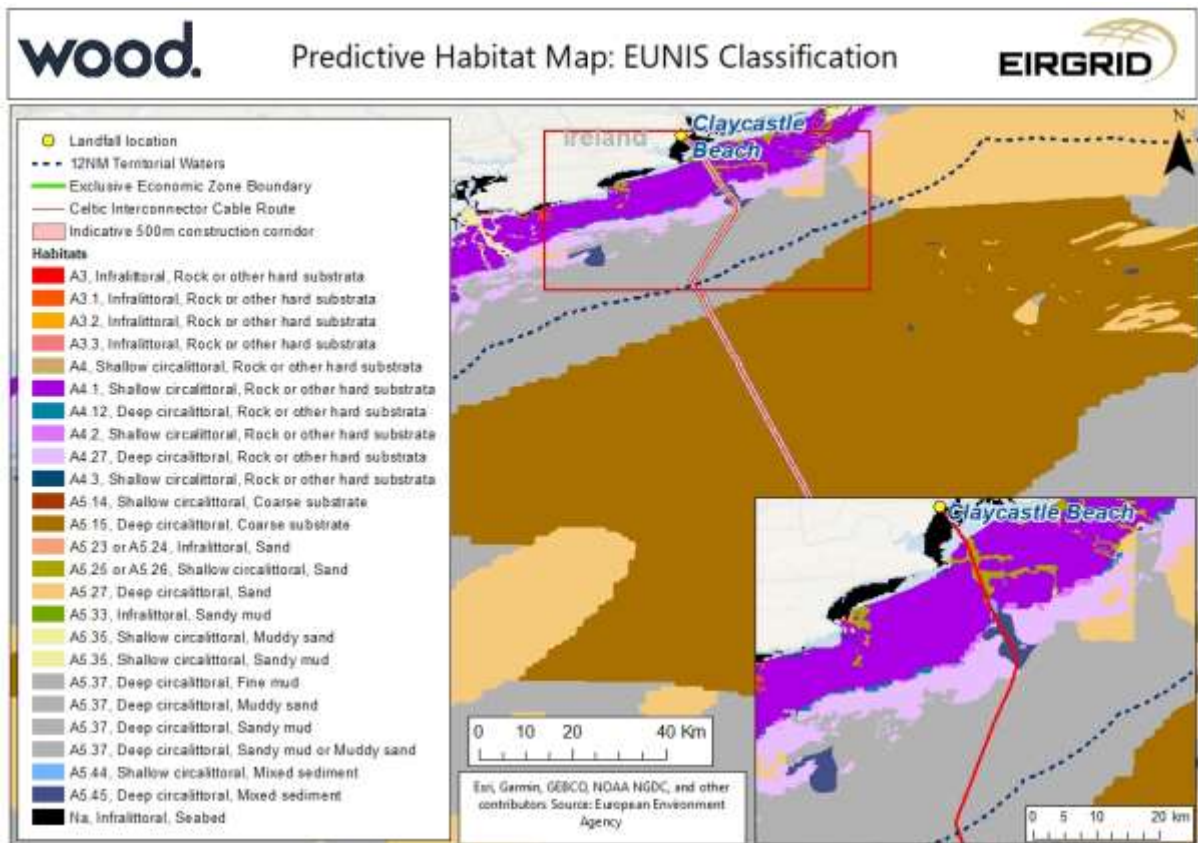 wood.
Predictive Habitat Map: EUNIS Classification
EIRGRID
Landfall location
12NM Territorial Waters
Exclusive Economic Zone Boundary
Celtic Interconnector Cable Route
Indicative 500m construction corridor
Habitats
A3, Infralittoral, Rock or other hard substrata
A3.1, Infralittoral, Rock or other hard substrata
A3.2, Infralittoral, Rock or other hard substrata
A3.3, Infralittoral, Rock or other hard substrata
A4, Shallow circalittoral, Rock or other hard substrata
A4.1, Shallow circalittoral, Rock or other hard substrata
A4.12, Deep circalittoral, Rock or other hard substrata
A4.2, Shallow circalittoral, Rock or other hard substrata
A4.27, Deep circalittoral, Rock or other hard substrata
A4.3, Shallow circalittoral, Rock or other hard substrata
A5.14, Shallow circalittoral, Coarse substrate
A5.15, Deep circalittoral, Coarse substrate
A5.23 or A5.24, Infralittoral, Sand
A5.25 or A5.26, Shallow circalittoral, Sand
A5.27, Deep circalittoral, Sand
A5.33, Infralittoral, Sandy mud
A5.35, Shallow circalittoral, Muddy sand
A5.35, Shallow circalittoral, Sandy mud
A5.37, Deep circalittoral, Fine mud
A5.37, Deep circalittoral, Muddy sand
A5.37, Deep circalittoral, Sandy mud
A5.37, Deep circalittoral, Sandy mud or Muddy sand
A5.44, Shallow circalittoral, Mixed sediment
A5.45, Deep circalittoral, Mixed sediment
Na, Infralittoral, Seabed
Ireland
Claycastle
Beach
N
0 10 20 40 Km
Esri, Garmin, GEBCO, NOAA NGDC, and other
contributors Source: European Environment
Agency
Claycastle Beach
0 5 10 20 km